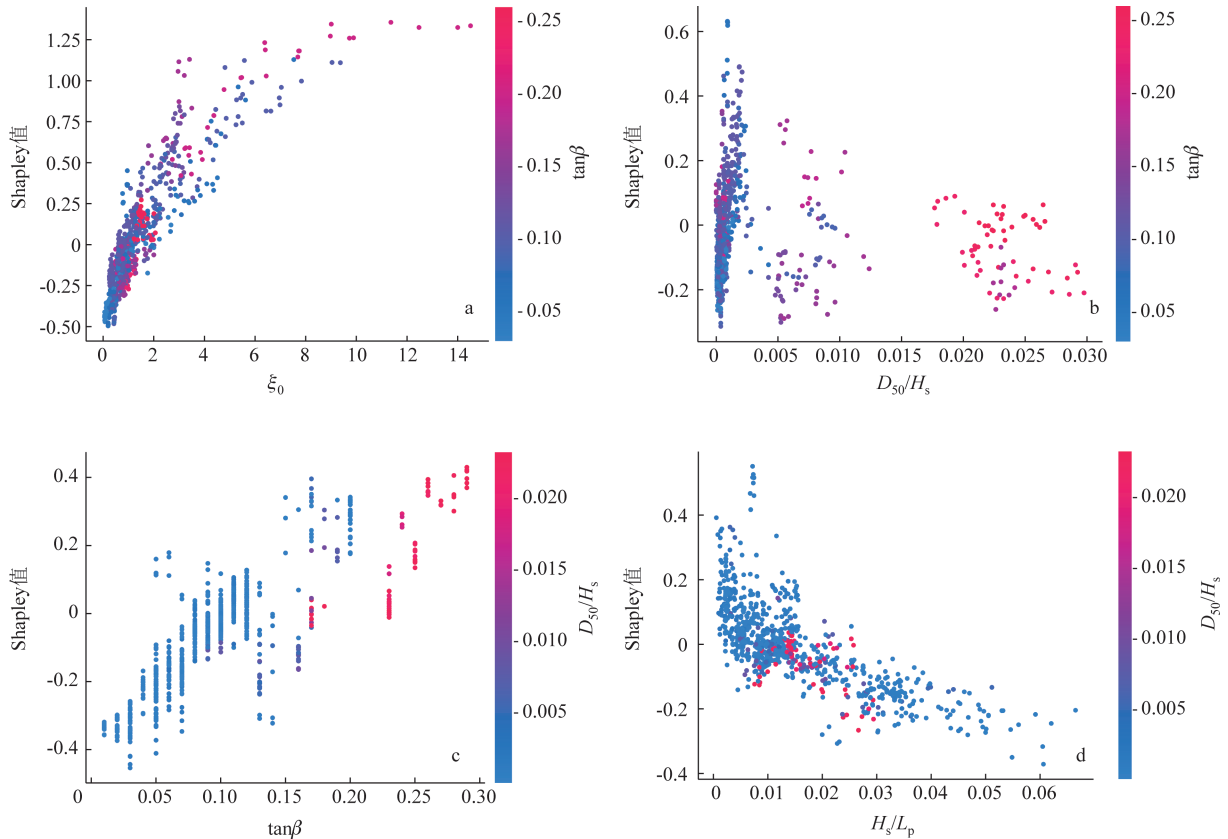 1.25
1.00
0.75
0.50
0.25
0
-0.25
-0.50
Shapley值
0 2 4 6 8 10 12 14
ξ0
a
0.25
0.20
0.15
0.10
0.05
tanβ
0.6
0.4
0.2
0
-0.2
Shapley值
0 0.005 0.010 0.015 0.020 0.025 0.030
D50/Hs
b
0.25
0.20
0.15
0.10
0.05
tanβ
0.4
0.2
0
-0.2
-0.4
Shapley值
0 0.05 0.10 0.15 0.20 0.25 0.30
tanβ
c
0.020
0.015
0.010
0.005
D50/Hs
0.4
0.2
0
-0.2
-0.4
Shapley值
0 0.01 0.02 0.03 0.04 0.05 0.06
Hs/Lp
d
0.020
0.015
0.010
0.005
D50/Hs